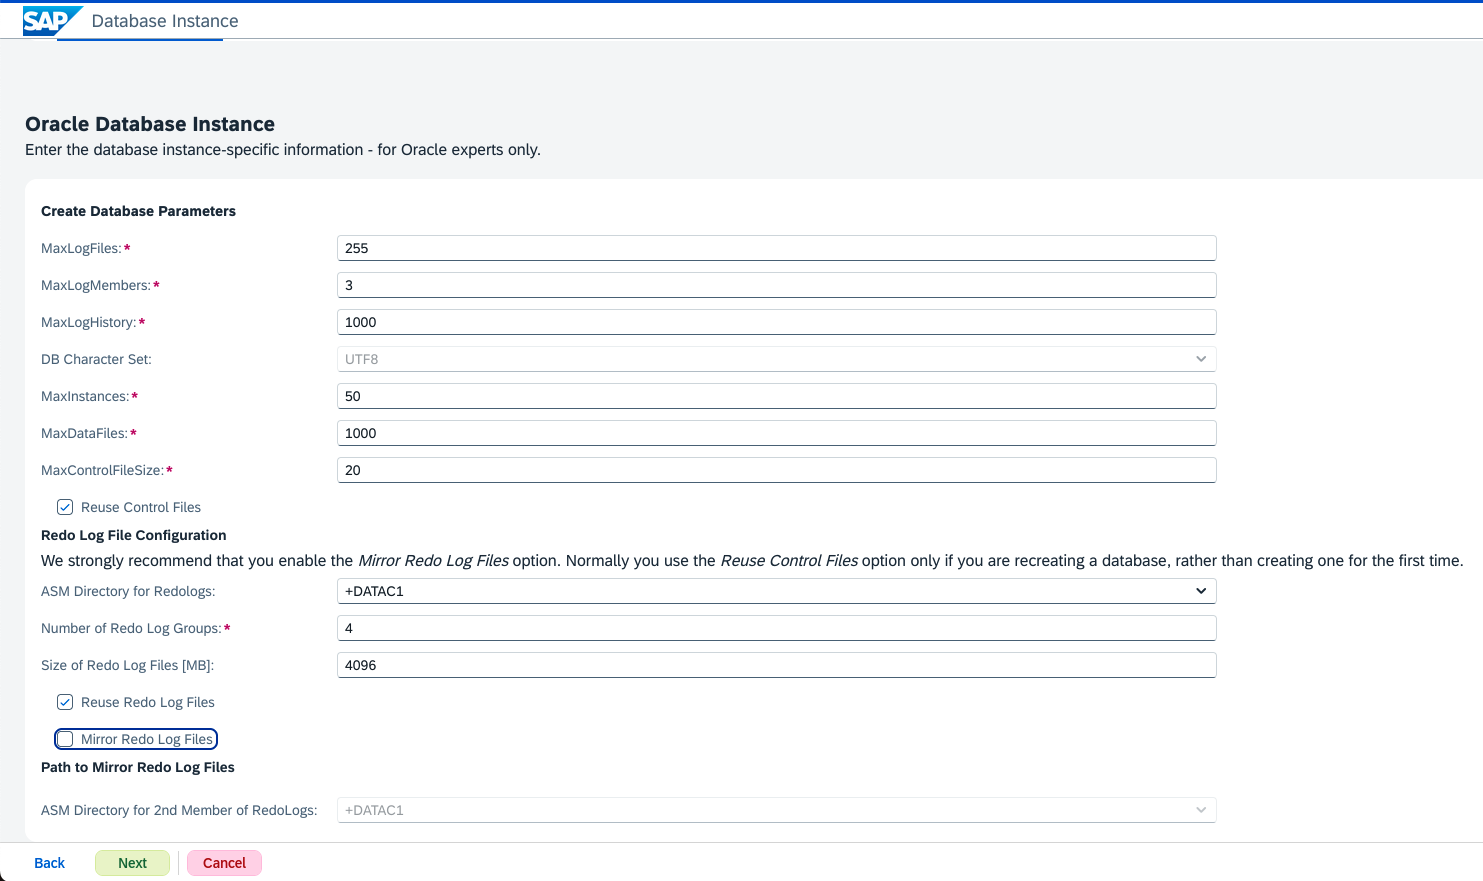 SAP Database Instance
Oracle Database Instance
Enter the database instance-specific information - for Oracle experts only.
Create Database Parameters
MaxLogFiles:* 255
MaxLogMembers:* 3
MaxLogHistory:* 1000
DB Character Set: UTF8
MaxInstances:* 50
MaxDataFiles:* 1000
MaxControlFileSize:* 20
Reuse Control Files
Redo Log File Configuration
We strongly recommend that you enable the Mirror Redo Log Files option. Normally you use the Reuse Control Files option only if you are recreating a database, rather than creating one for the first time.
ASM Directory for Redologs: +DATAC1
Number of Redo Log Groups:* 4
Size of Redo Log Files [MB]: 4096
Reuse Redo Log Files
Mirror Redo Log Files
Path to Mirror Redo Log Files
ASM Directory for 2nd Member of RedoLogs: +DATAC1
Back Next Cancel